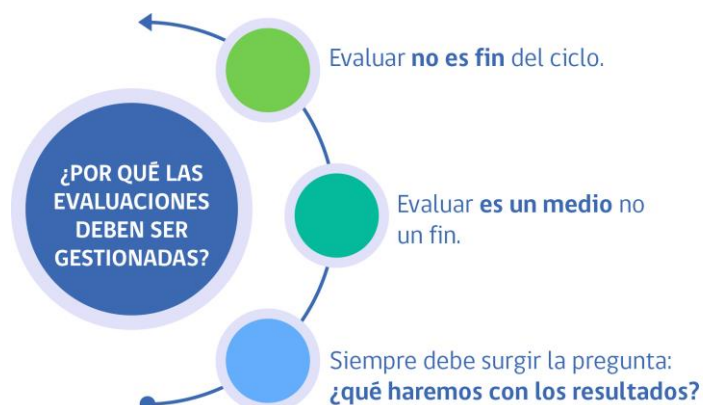 ¿POR QUÉ LAS
EVALUACIONES
DEBEN SER
GESTIONADAS?
Evaluar no es fin del ciclo.
Evaluar es un medio no
un fin.
Siempre debe surgir la pregunta:
¿qué haremos con los resultados?